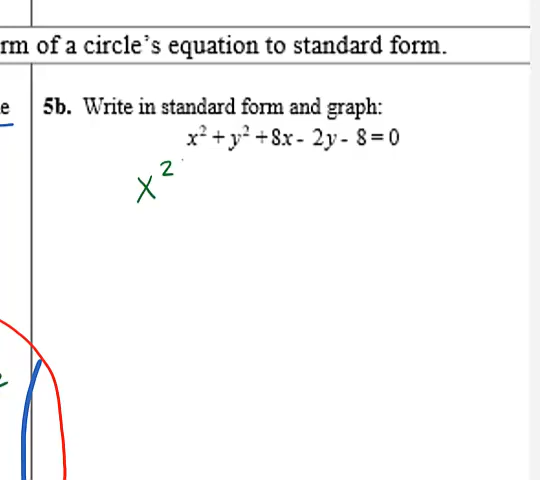 rm of a circle's equation to standard form.
e 5b. Write in standard form and graph:
x² + y² +8x - 2y - 8 = 0
x²